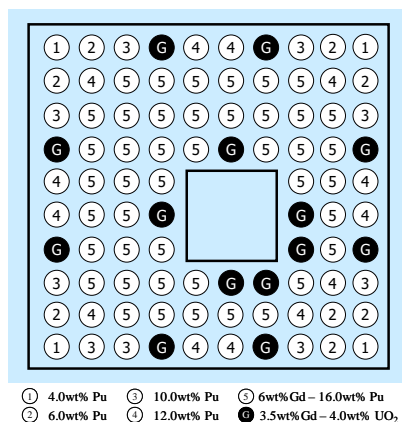 1 2 3 G 4 4 G 3 2 1
2 4 5 5 5 5 5 5 4 2
3 5 5 5 5 5 5 5 5 3
G 5 5 5 5 G 5 5 5 G
4 5 5 5 5 5 4
4 5 5 G G 5 4
G 5 5 5 G 5 G
3 5 5 5 5 G G 5 4 3
2 4 5 5 5 5 5 4 2 2
1 3 3 G 4 4 G 3 2 1
1 4.0wt% Pu 3 10.0wt% Pu 5 6wt%Gd – 16.0wt% Pu
2 6.0wt% Pu 4 12.0wt% Pu G 3.5wt%Gd – 4.0wt% UO₂